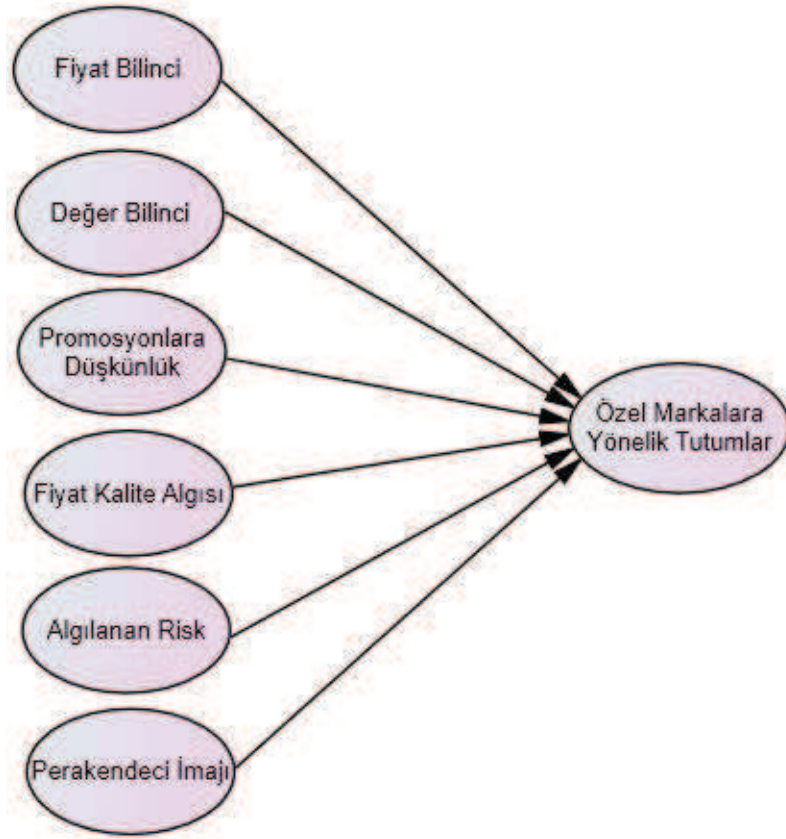 Fiyat Bilinci
Değer Bilinci
Promosyonlara
Düşkünlük
Fiyat Kalite Algısı
Algılanan Risk
Perakendeci İmajı
Özel Markalara
Yönelik Tutumlar